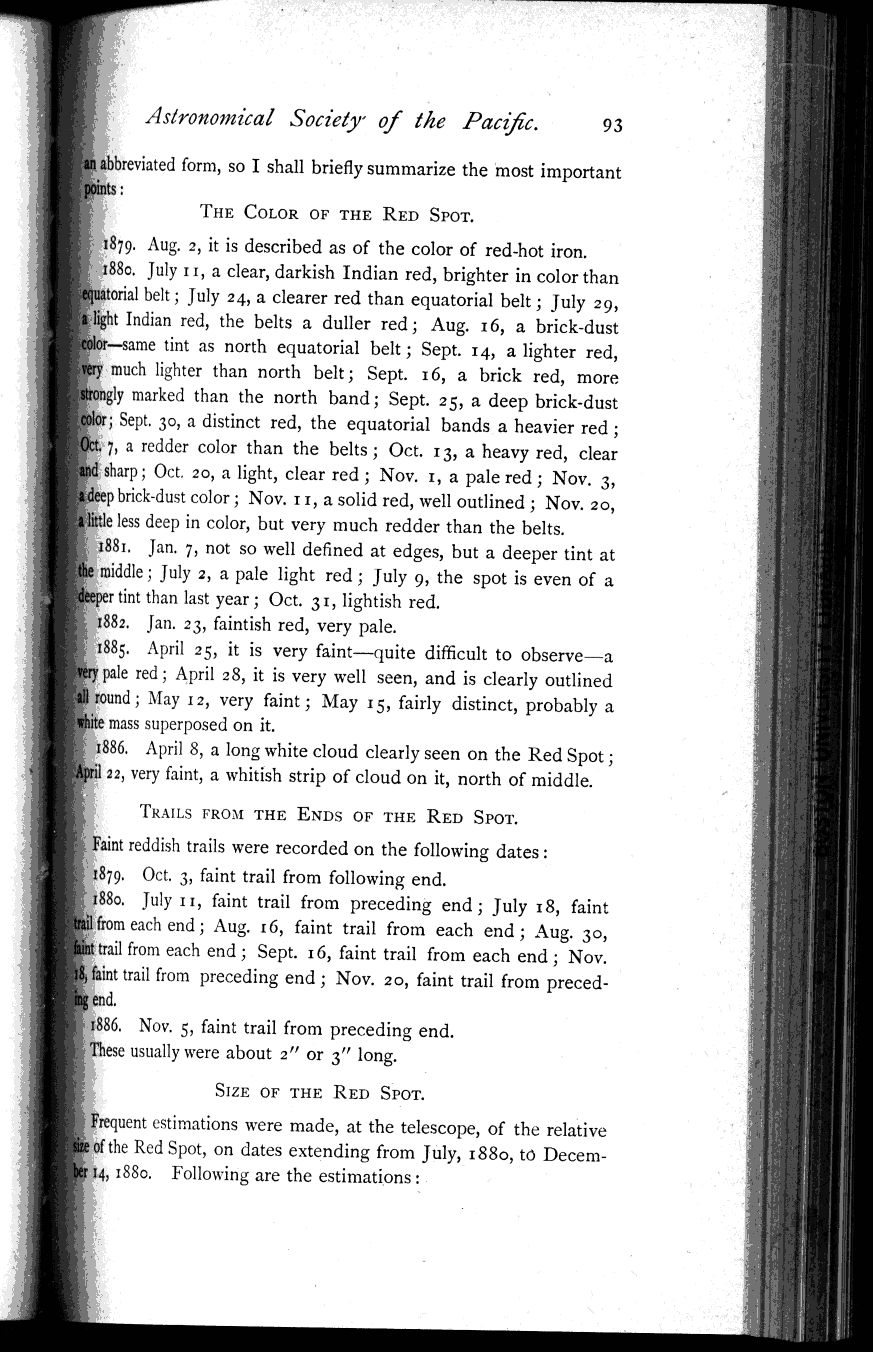 Astronomical Society of the Pacific. 93
an abbreviated form, so I shall briefly summarize the most important
points :
THE COLOR OF THE RED SPOT.
1879. Aug. 2, it is described as of the color of red-hot iron.
1880. July 11, a clear, darkish Indian red, brighter in color than
equatorial belt ; July 24, a clearer red than equatorial belt ; July 29,
a light Indian red, the belts a duller red ; Aug. 16, a brick-dust
color—same tint as north equatorial belt ; Sept. 14, a lighter red,
very much lighter than north belt ; Sept. 16, a brick red, more
strongly marked than the north band ; Sept. 25, a deep brick-dust
color ; Sept. 30, a distinct red, the equatorial bands a heavier red ;
Oct. 7, a redder color than the belts ; Oct. 13, a heavy red, clear
and sharp ; Oct. 20, a light, clear red ; Nov. 1, a pale red ; Nov. 3,
a deep brick-dust color ; Nov. 11, a solid red, well outlined ; Nov. 20,
a little less deep in color, but very much redder than the belts.
1881. Jan. 7, not so well defined at edges, but a deeper tint at
the middle ; July 2, a pale light red ; July 9, the spot is even of a
deeper tint than last year ; Oct. 31, lightish red.
1882. Jan. 23, faintish red, very pale.
1885. April 25, it is very faint—quite difficult to observe—a
very pale red ; April 28, it is very well seen, and is clearly outlined
all round ; May 12, very faint ; May 15, fairly distinct, probably a
white mass superposed on it.
1886. April 8, a long white cloud clearly seen on the Red Spot ;
April 22, very faint, a whitish strip of cloud on it, north of middle.
TRAILS FROM THE ENDS OF THE RED SPOT.
Faint reddish trails were recorded on the following dates :
1879. Oct. 3, faint trail from following end.
1880. July 11, faint trail from preceding end ; July 18, faint
trail from each end ; Aug. 16, faint trail from each end ; Aug. 30,
faint trail from each end ; Sept. 16, faint trail from each end ; Nov.
18, faint trail from preceding end ; Nov. 20, faint trail from preced-
ing end.
1886. Nov. 5, faint trail from preceding end.
These usually were about 2″ or 3″ long.
SIZE OF THE RED SPOT.
Frequent estimations were made, at the telescope, of the relative
size of the Red Spot, on dates extending from July, 1880, to Decem-
ber 14, 1880. Following are the estimations :